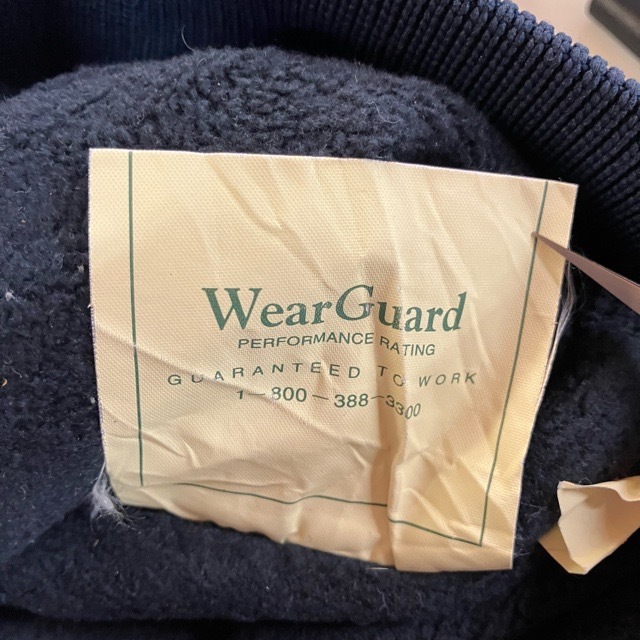 WearGuard
PERFORMANCE RATING
GUARANTEED TO WORK
1-800-388-3300